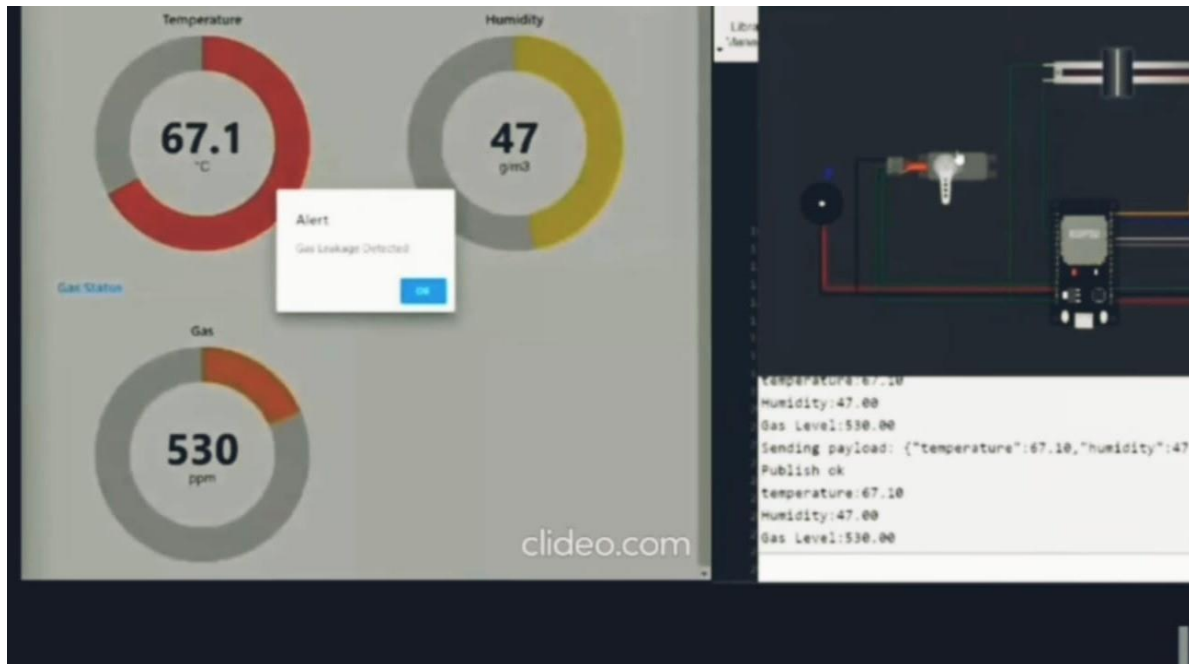 Temperature
67.1
°C
Humidity
47
g/m3
Alert
Gas Leakage Detected
OK
Gas Status
Gas
530
ppm
clideo.com
temperature:67.10
Humidity:47.00
Gas Level:530.00
Sending payload: {"temperature":67.10,"humidity":47
Publish ok
temperature:67.10
Humidity:47.00
Gas Level:530.00